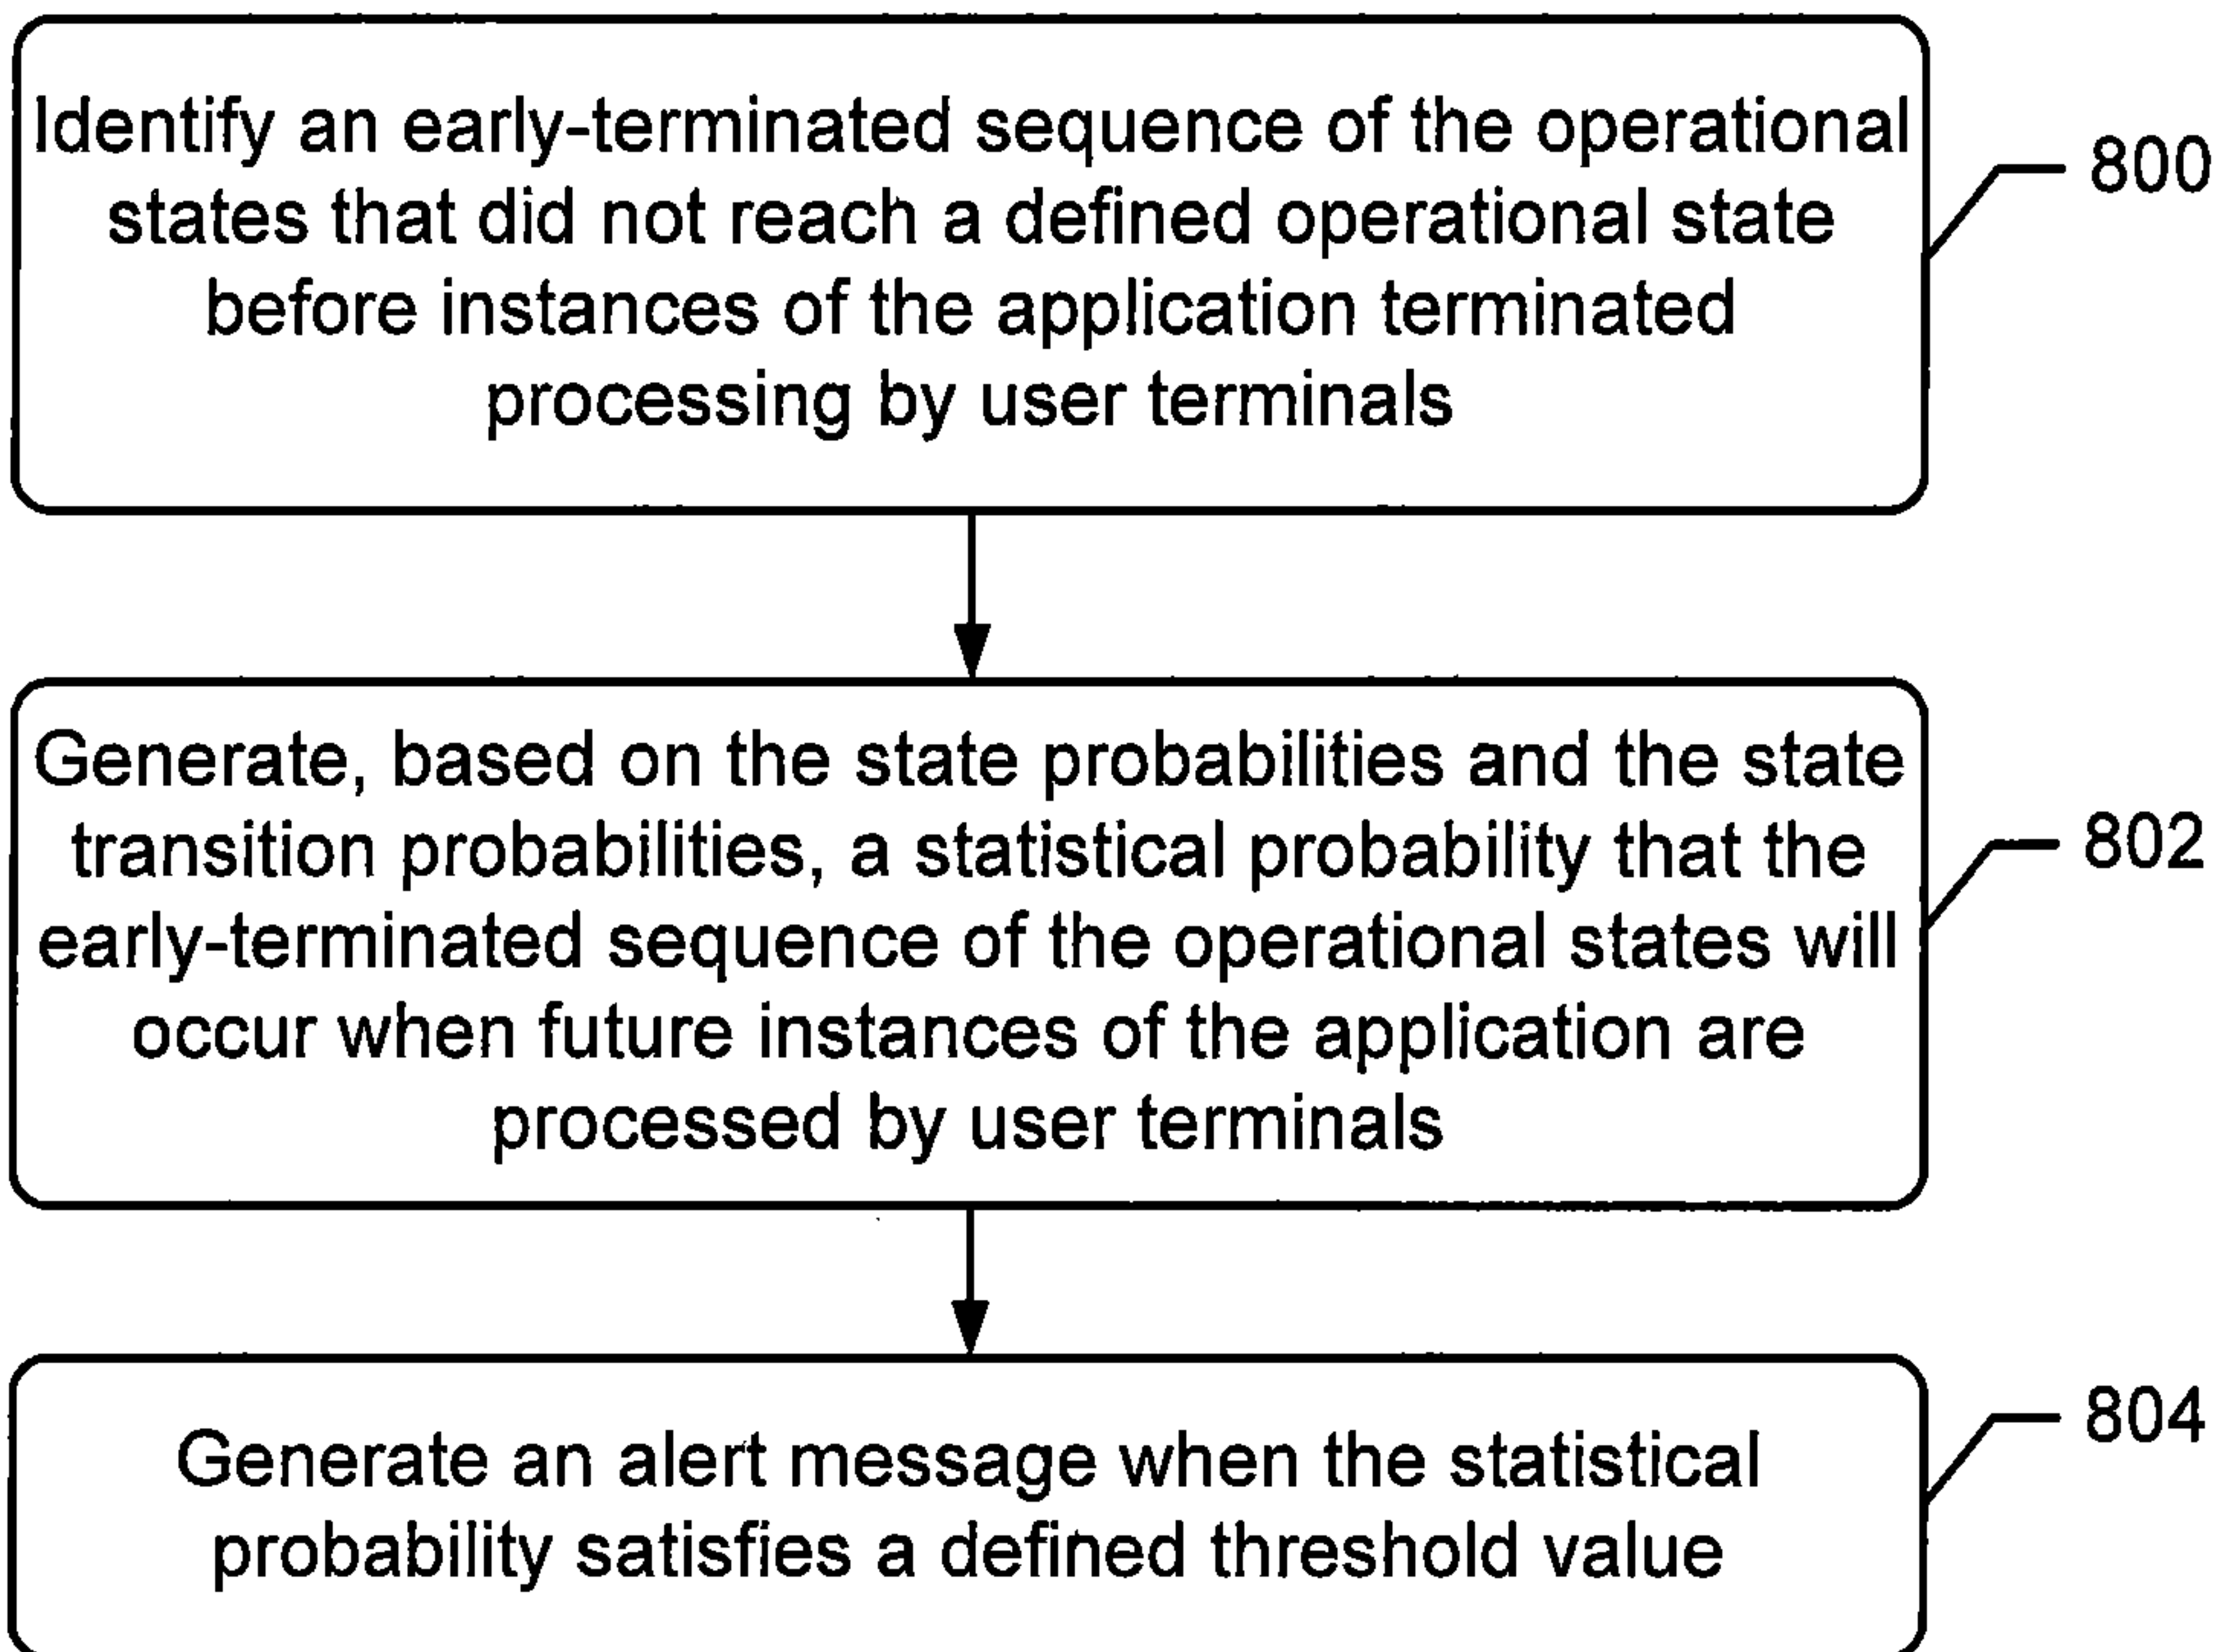 Identify an early-terminated sequence of the operational
states that did not reach a defined operational state
before instances of the application terminated
processing by user terminals
800
Generate, based on the state probabilities and the state
transition probabilities, a statistical probability that the
early-terminated sequence of the operational states will
occur when future instances of the application are
processed by user terminals
802
Generate an alert message when the statistical
probability satisfies a defined threshold value
804